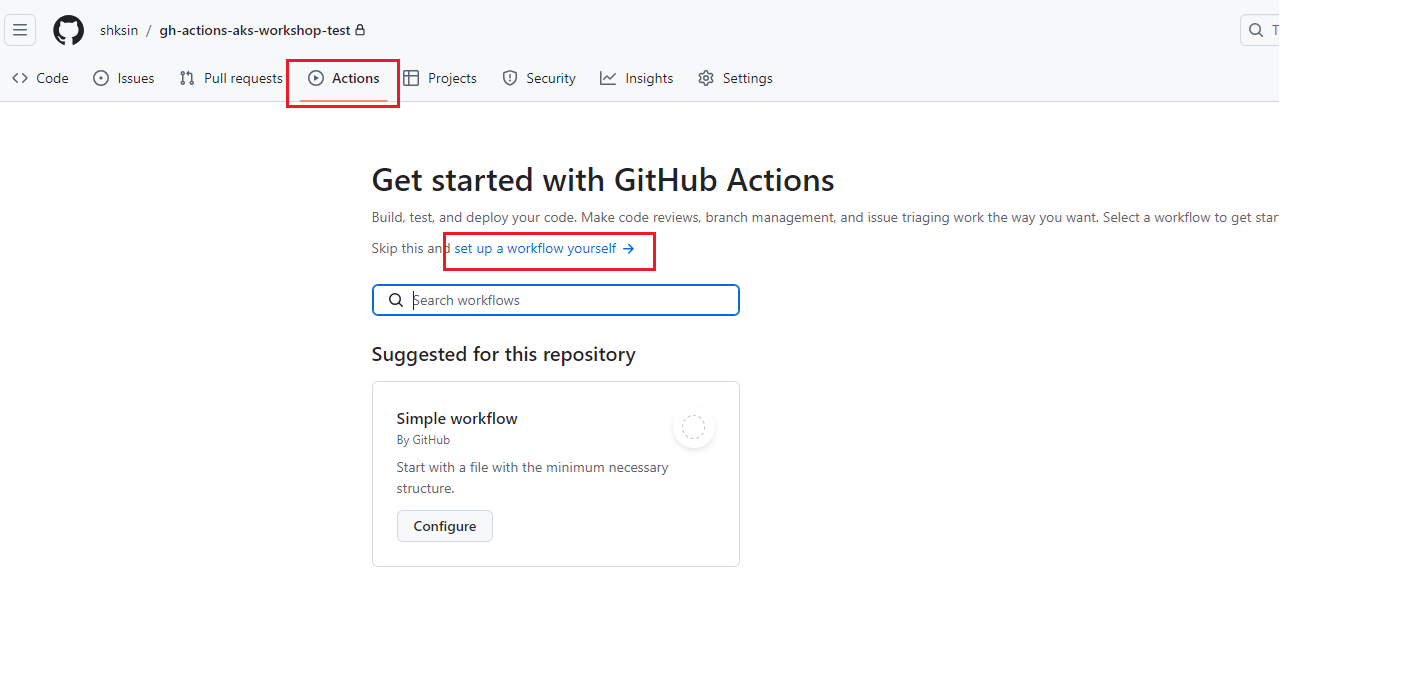 shksin / gh-actions-aks-workshop-test
Code Issues Pull requests Actions Projects Security Insights Settings
Get started with GitHub Actions
Build, test, and deploy your code. Make code reviews, branch management, and issue triaging work the way you want. Select a workflow to get
Skip this and set up a workflow yourself →
Search workflows
Suggested for this repository
Simple workflow
By GitHub
Start with a file with the minimum necessary
structure.
Configure